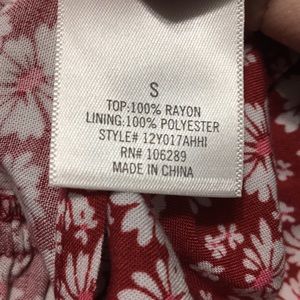 S
TOP:100% RAYON
LINING:100% POLYESTER
STYLE# 12Y017AHHI
RN# 106289
MADE IN CHINA